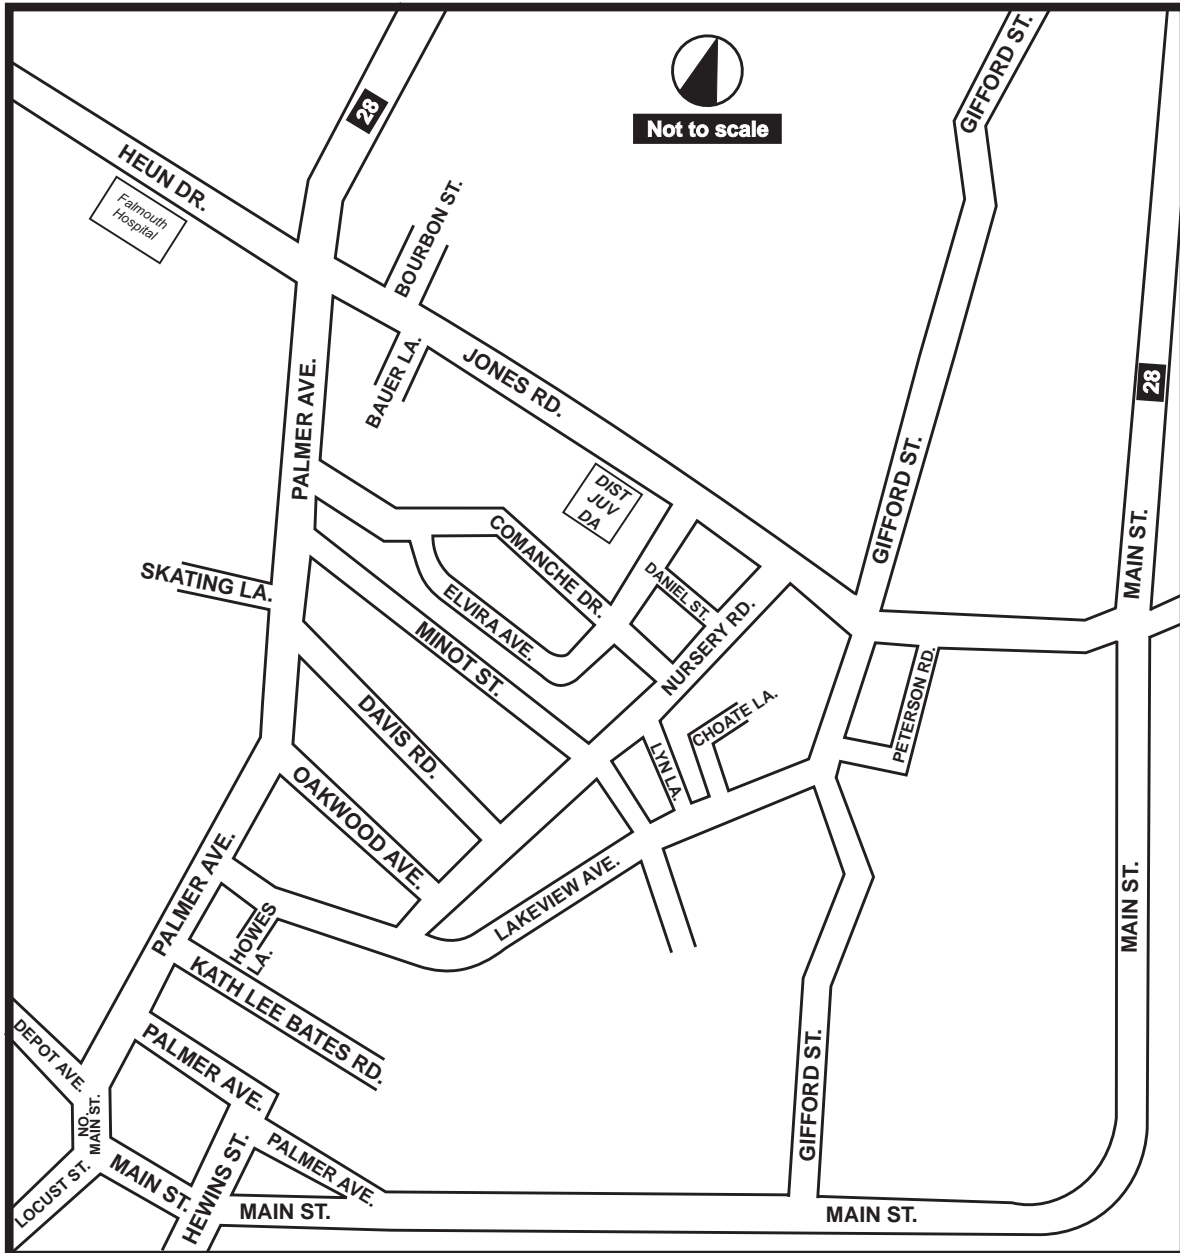 GIFFORD ST.
28
Not to scale
HEUN DR.
Falmouth
Hospital
BOURBON ST.
BAUER LA.
JONES RD.
PALMER AVE.
28
GIFFORD ST.
MAIN ST.
DIST
JUV
DA
COMANCHE DR.
SKATING LA.
DANIEL ST.
ELVIRA AVE.
NURSERY RD.
MINOT ST.
PETERSON RD.
CHOATE LA.
DAVIS RD.
LYN LA.
OAKWOOD AVE.
PALMER AVE.
LAKEVIEW AVE.
MAIN ST.
HOWES
LA.
KATH LEE BATES RD.
DEPOT AVE.
PALMER AVE.
GIFFORD ST.
NO.
MAIN ST.
PALMER AVE.
LOCUST ST.
MAIN ST.
HEWINS ST.
MAIN ST.
MAIN ST.